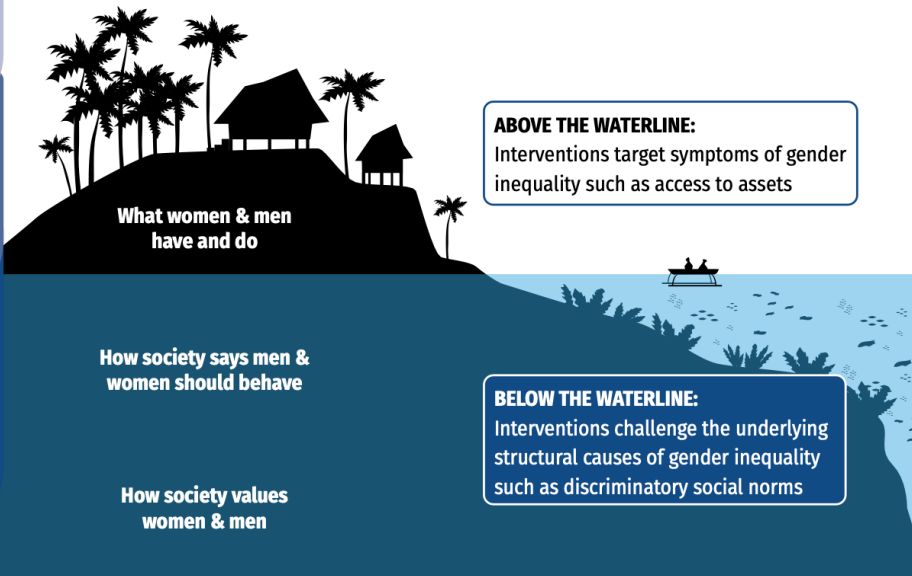 ABOVE THE WATERLINE:
Interventions target symptoms of gender
inequality such as access to assets
What women & men
have and do
How society says men &
women should behave
BELOW THE WATERLINE:
Interventions challenge the underlying
structural causes of gender inequality
such as discriminatory social norms
How society values
women & men